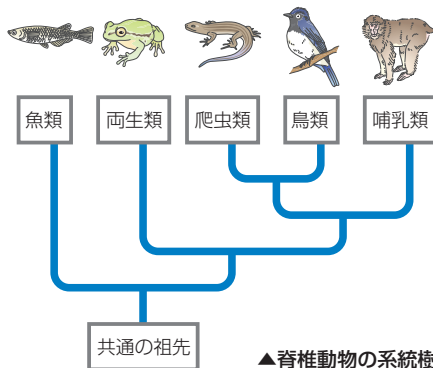 魚類
両生類
爬虫類
鳥類
哺乳類
共通の祖先
▲脊椎動物の系統樹